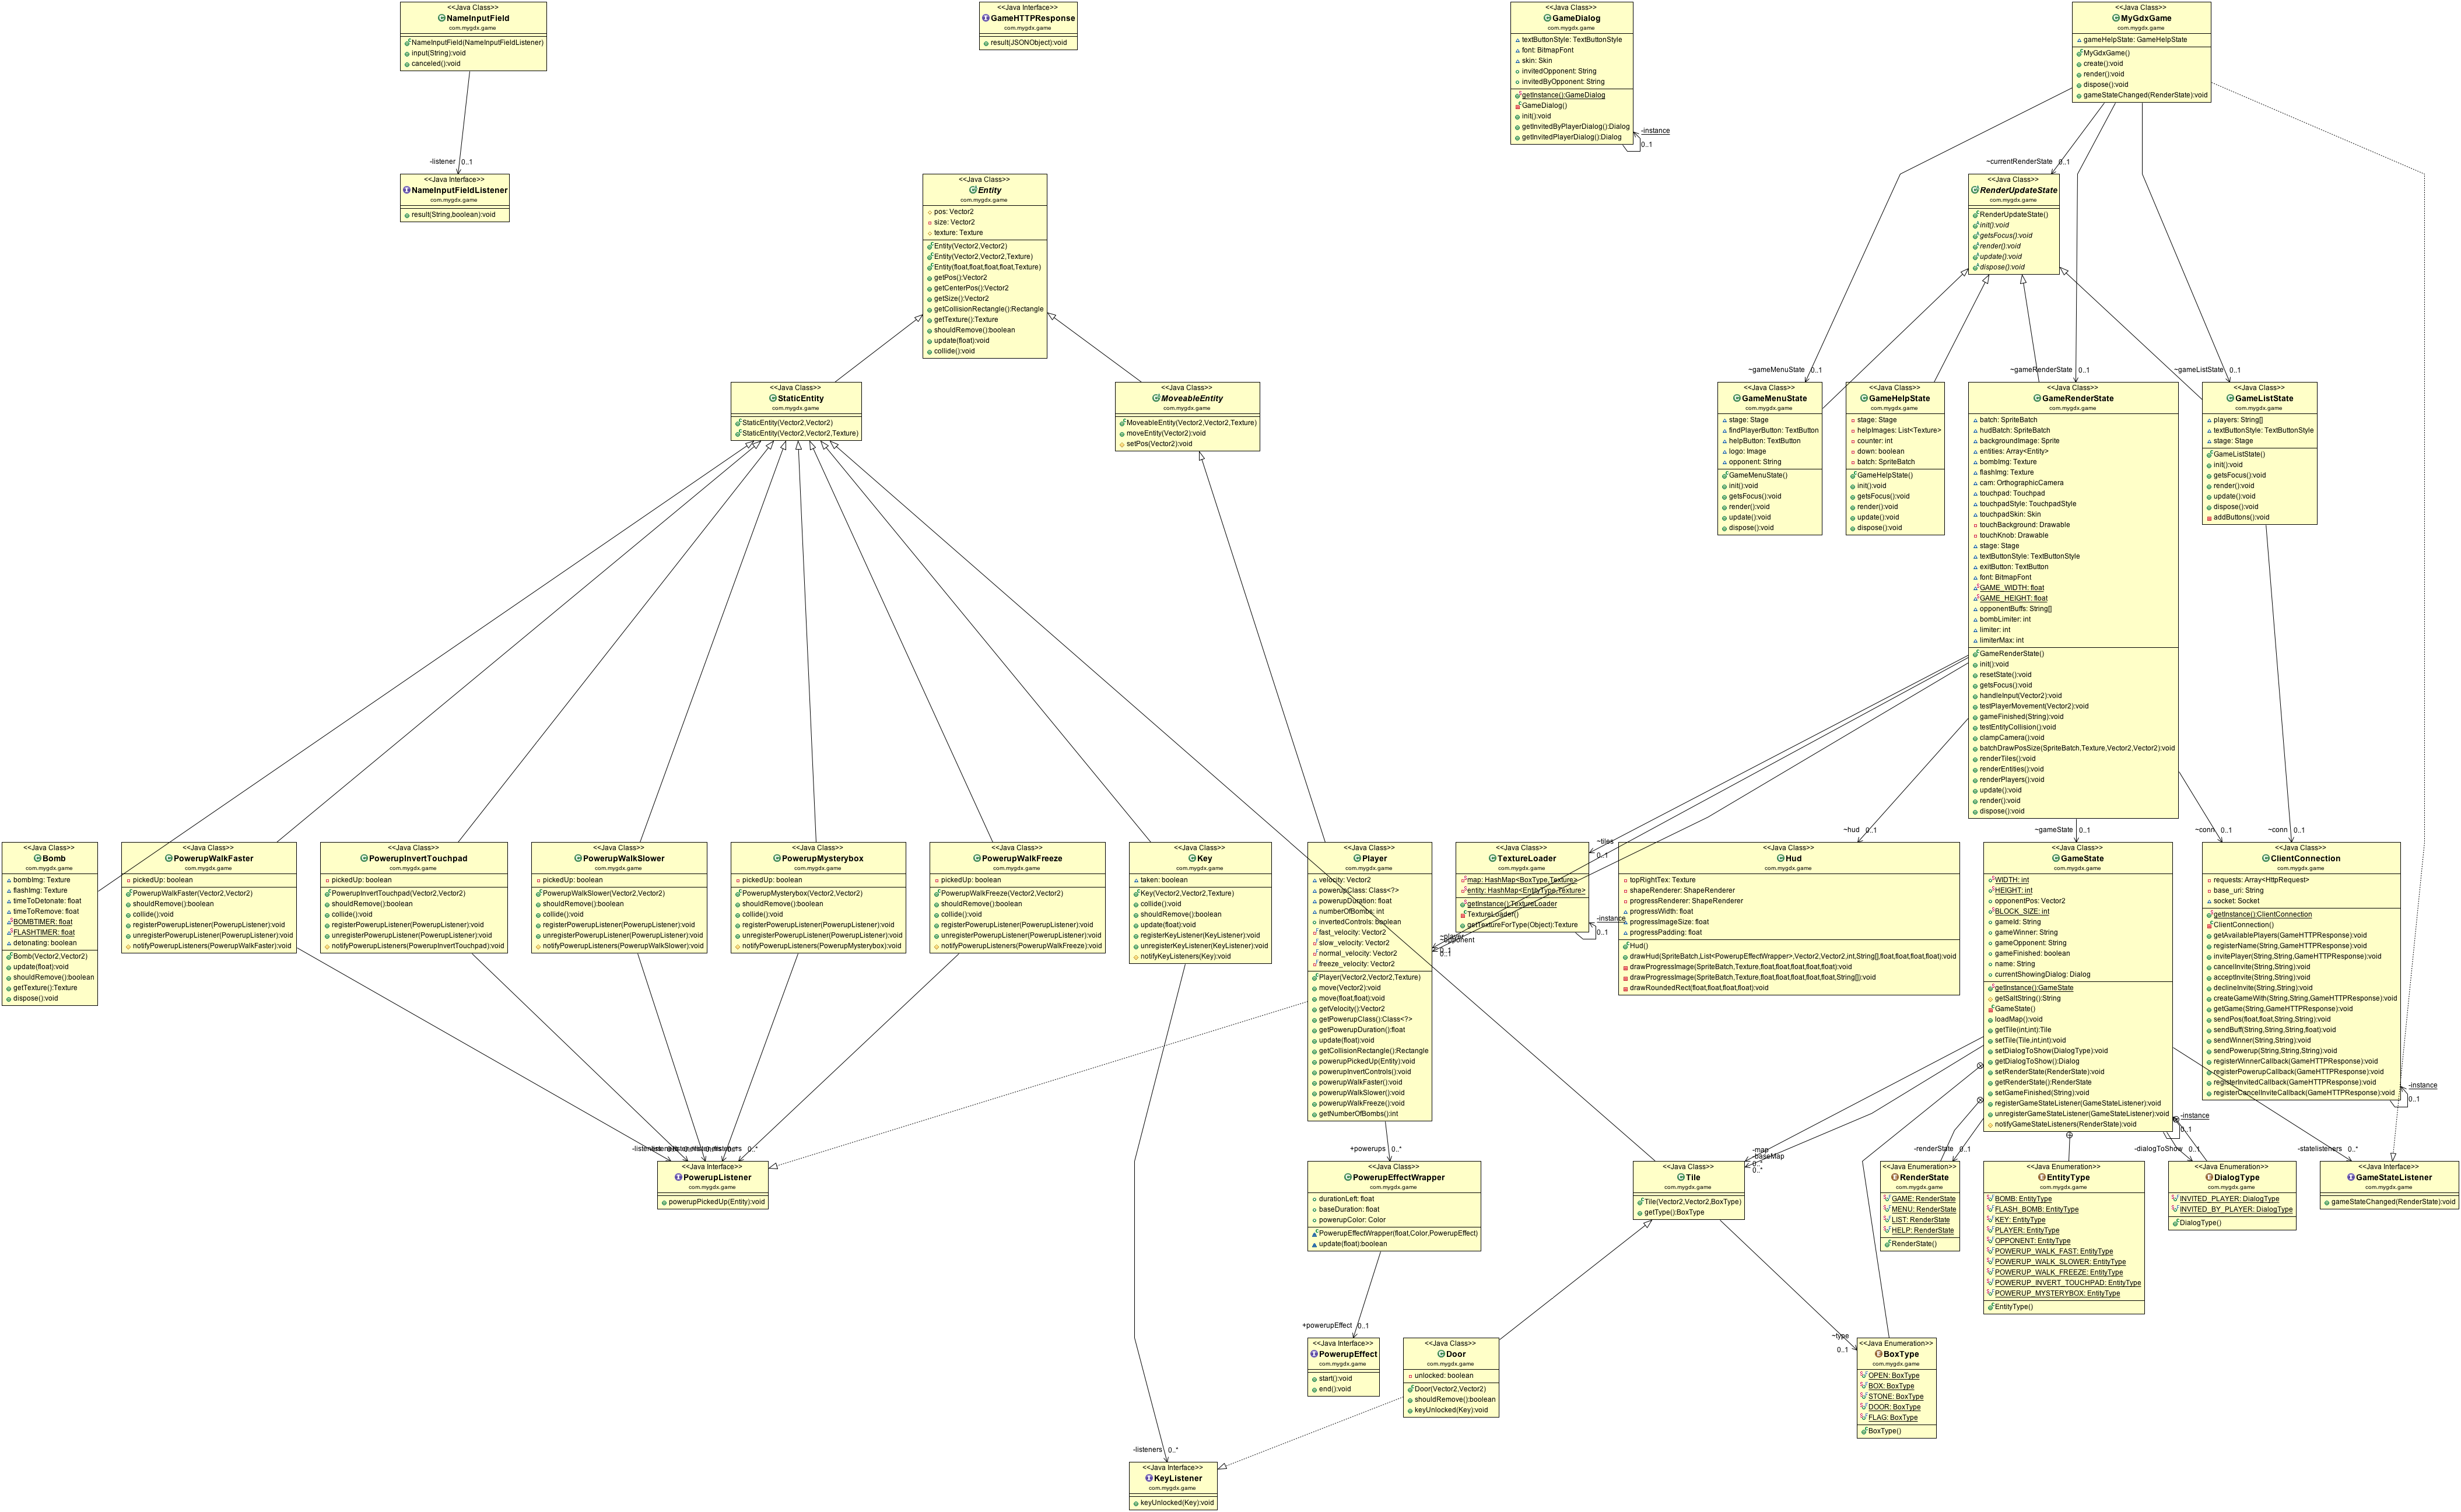 <<Java Class>>
NameInputField
com.mygdx.game
NameInputField(NameInputFieldListener)
input(String):void
canceled():void
<<Java Interface>>
GameHTTPResponse
com.mygdx.game
result(JSONObject):void
<<Java Class>>
GameDialog
com.mygdx.game
textButtonStyle: TextButtonStyle
font: BitmapFont
skin: Skin
invitedOpponent: String
invitedByOpponent: String
getInstance():GameDialog
GameDialog()
init():void
getInvitedByPlayerDialog():Dialog
getInvitedPlayerDialog():Dialog
-instance
0..1
<<Java Class>>
MyGdxGame
com.mygdx.game
gameHelpState: GameHelpState
MyGdxGame()
create():void
render():void
dispose():void
gameStateChanged(RenderState):void
-listener 0..1
~currentRenderState 0..1
<<Java Interface>>
NameInputFieldListener
com.mygdx.game
result(String,boolean):void
<<Java Class>>
Entity
com.mygdx.game
pos: Vector2
size: Vector2
texture: Texture
Entity(Vector2,Vector2)
Entity(Vector2,Vector2,Texture)
Entity(float,float,float,float,Texture)
getPos():Vector2
getCenterPos():Vector2
getSize():Vector2
getCollisionRectangle():Rectangle
getTexture():Texture
shouldRemove():boolean
update(float):void
collide():void
<<Java Class>>
RenderUpdateState
com.mygdx.game
RenderUpdateState()
init():void
getsFocus():void
render():void
update():void
dispose():void
~gameMenuState 0..1
~gameRenderState 0..1
~gameListState 0..1
<<Java Class>>
StaticEntity
com.mygdx.game
StaticEntity(Vector2,Vector2)
StaticEntity(Vector2,Vector2,Texture)
<<Java Class>>
MoveableEntity
com.mygdx.game
MoveableEntity(Vector2,Vector2,Texture)
moveEntity(Vector2):void
setPos(Vector2):void
<<Java Class>>
GameMenuState
com.mygdx.game
stage: Stage
findPlayerButton: TextButton
helpButton: TextButton
logo: Image
opponent: String
GameMenuState()
init():void
getsFocus():void
render():void
update():void
dispose():void
<<Java Class>>
GameHelpState
com.mygdx.game
stage: Stage
helpImages: List<Texture>
counter: int
down: boolean
batch: SpriteBatch
GameHelpState()
init():void
getsFocus():void
render():void
update():void
dispose():void
<<Java Class>>
GameRenderState
com.mygdx.game
batch: SpriteBatch
hudBatch: SpriteBatch
backgroundImage: Sprite
entities: Array<Entity>
bombImg: Texture
flashImg: Texture
cam: OrthographicCamera
touchpad: Touchpad
touchpadStyle: TouchpadStyle
touchpadSkin: Skin
touchBackground: Drawable
touchKnob: Drawable
stage: Stage
textButtonStyle: TextButtonStyle
exitButton: TextButton
font: BitmapFont
GAME_WIDTH: float
GAME_HEIGHT: float
opponentBuffs: String[]
bombLimiter: int
limiter: int
limiterMax: int
GameRenderState()
init():void
resetState():void
getsFocus():void
handleInput(Vector2):void
testPlayerMovement(Vector2):void
gameFinished(String):void
testEntityCollision():void
clampCamera():void
batchDrawPosSize(SpriteBatch,Texture,Vector2,Vector2):void
renderTiles():void
renderEntities():void
renderPlayers():void
update():void
render():void
dispose():void
<<Java Class>>
GameListState
com.mygdx.game
players: String[]
textButtonStyle: TextButtonStyle
stage: Stage
GameListState()
init():void
getsFocus():void
render():void
update():void
dispose():void
addButtons():void
~tiles
0..1
~hud 0..1
~gameState 0..1
~conn 0..1
~conn 0..1
<<Java Class>>
Bomb
com.mygdx.game
bombImg: Texture
flashImg: Texture
timeToDetonate: float
timeToRemove: float
BOMBTIMER: float
FLASHTIMER: float
detonating: boolean
Bomb(Vector2,Vector2)
update(float):void
shouldRemove():boolean
getTexture():Texture
dispose():void
<<Java Class>>
PowerupWalkFaster
com.mygdx.game
pickedUp: boolean
PowerupWalkFaster(Vector2,Vector2)
shouldRemove():boolean
collide():void
registerPowerupListener(PowerupListener):void
unregisterPowerupListener(PowerupListener):void
notifyPowerupListeners(PowerupWalkFaster):void
<<Java Class>>
PowerupInvertTouchpad
com.mygdx.game
pickedUp: boolean
PowerupInvertTouchpad(Vector2,Vector2)
shouldRemove():boolean
collide():void
registerPowerupListener(PowerupListener):void
unregisterPowerupListener(PowerupListener):void
notifyPowerupListeners(PowerupInvertTouchpad):void
<<Java Class>>
PowerupWalkSlower
com.mygdx.game
pickedUp: boolean
PowerupWalkSlower(Vector2,Vector2)
shouldRemove():boolean
collide():void
registerPowerupListener(PowerupListener):void
unregisterPowerupListener(PowerupListener):void
notifyPowerupListeners(PowerupWalkSlower):void
<<Java Class>>
PowerupMysterybox
com.mygdx.game
pickedUp: boolean
PowerupMysterybox(Vector2,Vector2)
shouldRemove():boolean
collide():void
registerPowerupListener(PowerupListener):void
unregisterPowerupListener(PowerupListener):void
notifyPowerupListeners(PowerupMysterybox):void
<<Java Class>>
PowerupWalkFreeze
com.mygdx.game
pickedUp: boolean
PowerupWalkFreeze(Vector2,Vector2)
shouldRemove():boolean
collide():void
registerPowerupListener(PowerupListener):void
unregisterPowerupListener(PowerupListener):void
notifyPowerupListeners(PowerupWalkFreeze):void
<<Java Class>>
Key
com.mygdx.game
taken: boolean
Key(Vector2,Vector2,Texture)
collide():void
shouldRemove():boolean
update(float):void
registerKeyListener(KeyListener):void
unregisterKeyListener(KeyListener):void
notifyKeyListeners(Key):void
<<Java Class>>
Player
com.mygdx.game
velocity: Vector2
powerupClass: Class<?>
powerupDuration: float
numberOfBombs: int
invertedControls: boolean
fast_velocity: Vector2
slow_velocity: Vector2
normal_velocity: Vector2
freeze_velocity: Vector2
Player(Vector2,Vector2,Texture)
move(Vector2):void
move(float,float):void
getVelocity():Vector2
getPowerupClass():Class<?>
getPowerupDuration():float
update(float):void
getCollisionRectangle():Rectangle
powerupPickedUp(Entity):void
powerupInvertControls():void
powerupWalkFaster():void
powerupWalkSlower():void
powerupWalkFreeze():void
getNumberOfBombs():int
~player
~opponent
0..1
0..1
<<Java Class>>
TextureLoader
com.mygdx.game
map: HashMap<BoxType,Texture>
entity: HashMap<EntityType,Texture>
getInstance():TextureLoader
TextureLoader()
getTextureForType(Object):Texture
-instance
0..1
<<Java Class>>
Hud
com.mygdx.game
topRightTex: Texture
shapeRenderer: ShapeRenderer
progressRenderer: ShapeRenderer
progressWidth: float
progressImageSize: float
progressPadding: float
Hud()
drawHud(SpriteBatch,List<PowerupEffectWrapper>,Vector2,Vector2,int,String[],float,float,float,float):void
drawProgressImage(SpriteBatch,Texture,float,float,float,float,float):void
drawProgressImage(SpriteBatch,Texture,float,float,float,float,float,String[]):void
drawRoundedRect(float,float,float,float):void
<<Java Class>>
GameState
com.mygdx.game
WIDTH: int
HEIGHT: int
opponentPos: Vector2
BLOCK_SIZE: int
gameId: String
gameWinner: String
gameOpponent: String
gameFinished: boolean
name: String
currentShowingDialog: Dialog
getInstance():GameState
getSaltString():String
GameState()
loadMap():void
getTile(int,int):Tile
setTile(Tile,int,int):void
setDialogToShow(DialogType):void
getDialogToShow():Dialog
setRenderState(RenderState):void
getRenderState():RenderState
setGameFinished(String):void
registerGameStateListener(GameStateListener):void
unregisterGameStateListener(GameStateListener):void
notifyGameStateListeners(RenderState):void
-instance
0..1
<<Java Class>>
ClientConnection
com.mygdx.game
requests: Array<HttpRequest>
base_uri: String
socket: Socket
getInstance():ClientConnection
ClientConnection()
getAvailablePlayers(GameHTTPResponse):void
registerName(String,GameHTTPResponse):void
invitePlayer(String,String,GameHTTPResponse):void
cancelInvite(String,String):void
acceptInvite(String,String):void
declineInvite(String,String):void
createGameWith(String,String,GameHTTPResponse):void
getGame(String,GameHTTPResponse):void
sendPos(float,float,String,String):void
sendBuff(String,String,String,float):void
sendWinner(String,String):void
sendPowerup(String,String,String):void
registerWinnerCallback(GameHTTPResponse):void
registerPowerupCallback(GameHTTPResponse):void
registerInvitedCallback(GameHTTPResponse):void
registerCancelInviteCallback(GameHTTPResponse):void
-instance
0..1
0..*
+powerups 0..*
-map
-baseMap
0..*
0..*
-renderState 0..1
-dialogToShow 0..1
-statelisteners 0..*
<<Java Interface>>
PowerupListener
com.mygdx.game
powerupPickedUp(Entity):void
<<Java Class>>
PowerupEffectWrapper
com.mygdx.game
durationLeft: float
baseDuration: float
powerupColor: Color
PowerupEffectWrapper(float,Color,PowerupEffect)
update(float):boolean
<<Java Class>>
Tile
com.mygdx.game
Tile(Vector2,Vector2,BoxType)
getType():BoxType
<<Java Enumeration>>
RenderState
com.mygdx.game
GAME: RenderState
MENU: RenderState
LIST: RenderState
HELP: RenderState
RenderState()
<<Java Enumeration>>
EntityType
com.mygdx.game
BOMB: EntityType
FLASH_BOMB: EntityType
KEY: EntityType
PLAYER: EntityType
OPPONENT: EntityType
POWERUP_WALK_FAST: EntityType
POWERUP_WALK_SLOWER: EntityType
POWERUP_WALK_FREEZE: EntityType
POWERUP_INVERT_TOUCHPAD: EntityType
POWERUP_MYSTERYBOX: EntityType
EntityType()
<<Java Enumeration>>
DialogType
com.mygdx.game
INVITED_PLAYER: DialogType
INVITED_BY_PLAYER: DialogType
DialogType()
<<Java Interface>>
GameStateListener
com.mygdx.game
gameStateChanged(RenderState):void
+powerupEffect 0..1
~type
0..1
<<Java Interface>>
PowerupEffect
com.mygdx.game
start():void
end():void
<<Java Class>>
Door
com.mygdx.game
unlocked: boolean
Door(Vector2,Vector2)
shouldRemove():boolean
keyUnlocked(Key):void
<<Java Enumeration>>
BoxType
com.mygdx.game
OPEN: BoxType
BOX: BoxType
STONE: BoxType
DOOR: BoxType
FLAG: BoxType
BoxType()
-listeners 0..*
<<Java Interface>>
KeyListener
com.mygdx.game
keyUnlocked(Key):void